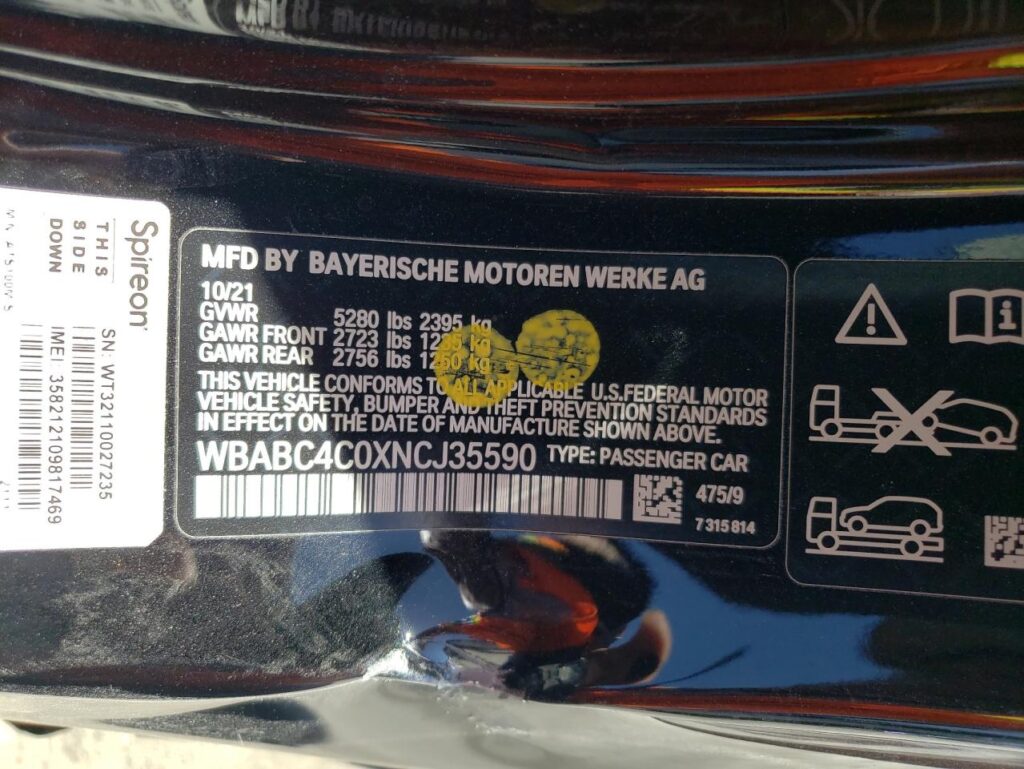 Spireon
THIS
SIDE
DOWN
SN: WT32110027235
IMEI: 358212109817469
MFD BY BAYERISCHE MOTOREN WERKE AG
10/21
GVWR 5280 lbs 2395 kg
GAWR FRONT 2723 lbs 1235 kg
GAWR REAR 2756 lbs 1250 kg
THIS VEHICLE CONFORMS TO ALL APPLICABLE U.S.FEDERAL MOTOR
VEHICLE SAFETY, BUMPER AND THEFT PREVENTION STANDARDS
IN EFFECT ON THE DATE OF MANUFACTURE SHOWN ABOVE.
WBABC4C0XNCJ35590 TYPE: PASSENGER CAR
475/9
7 315 814